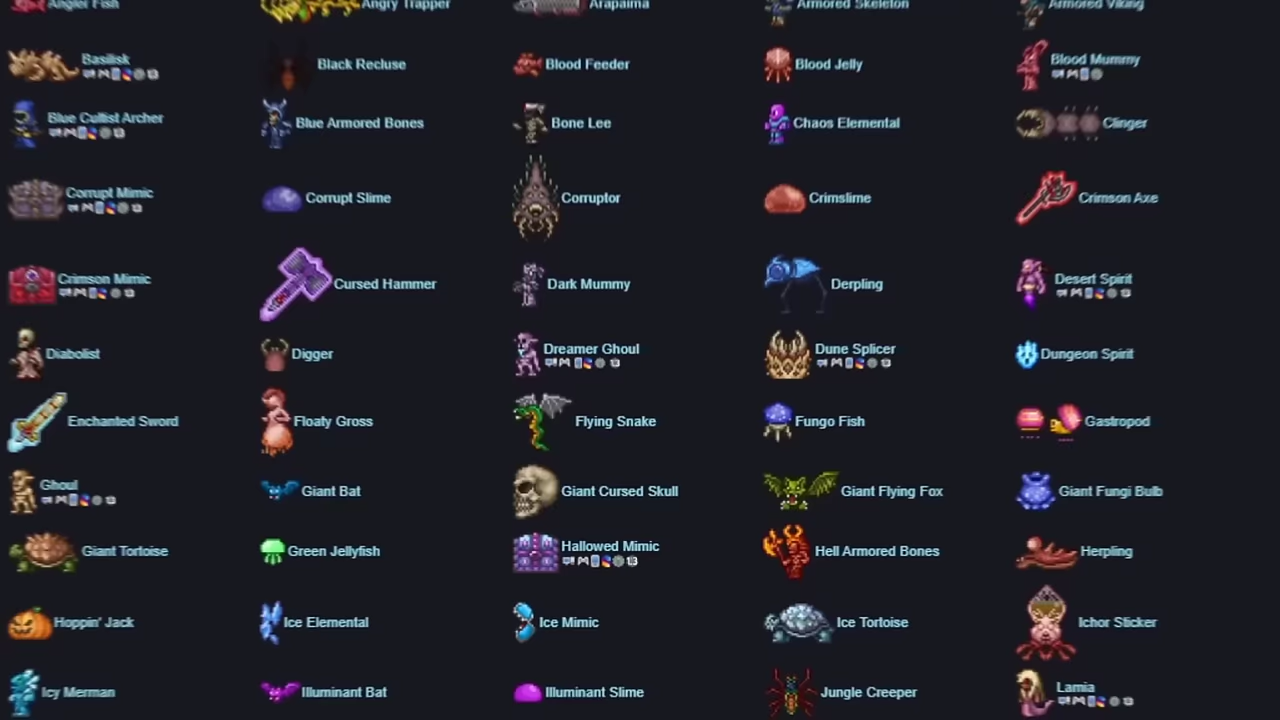 Angler Fish
Angry Trapper
Arapaima
Armored Skeleton
Armored Viking
Basilisk
Black Recluse
Blood Feeder
Blood Jelly
Blood Mummy
Blue Cultist Archer
Blue Armored Bones
Bone Lee
Chaos Elemental
Clinger
Corrupt Mimic
Corrupt Slime
Corruptor
Crimslime
Crimson Axe
Crimson Mimic
Cursed Hammer
Dark Mummy
Derpling
Desert Spirit
Diabolist
Digger
Dreamer Ghoul
Dune Splicer
Dungeon Spirit
Enchanted Sword
Floaty Gross
Flying Snake
Fungo Fish
Gastropod
Ghoul
Giant Bat
Giant Cursed Skull
Giant Flying Fox
Giant Fungi Bulb
Giant Tortoise
Green Jellyfish
Hallowed Mimic
Hell Armored Bones
Herpling
Hoppin' Jack
Ice Elemental
Ice Mimic
Ice Tortoise
Ichor Sticker
Icy Merman
Illuminant Bat
Illuminant Slime
Jungle Creeper
Lamia